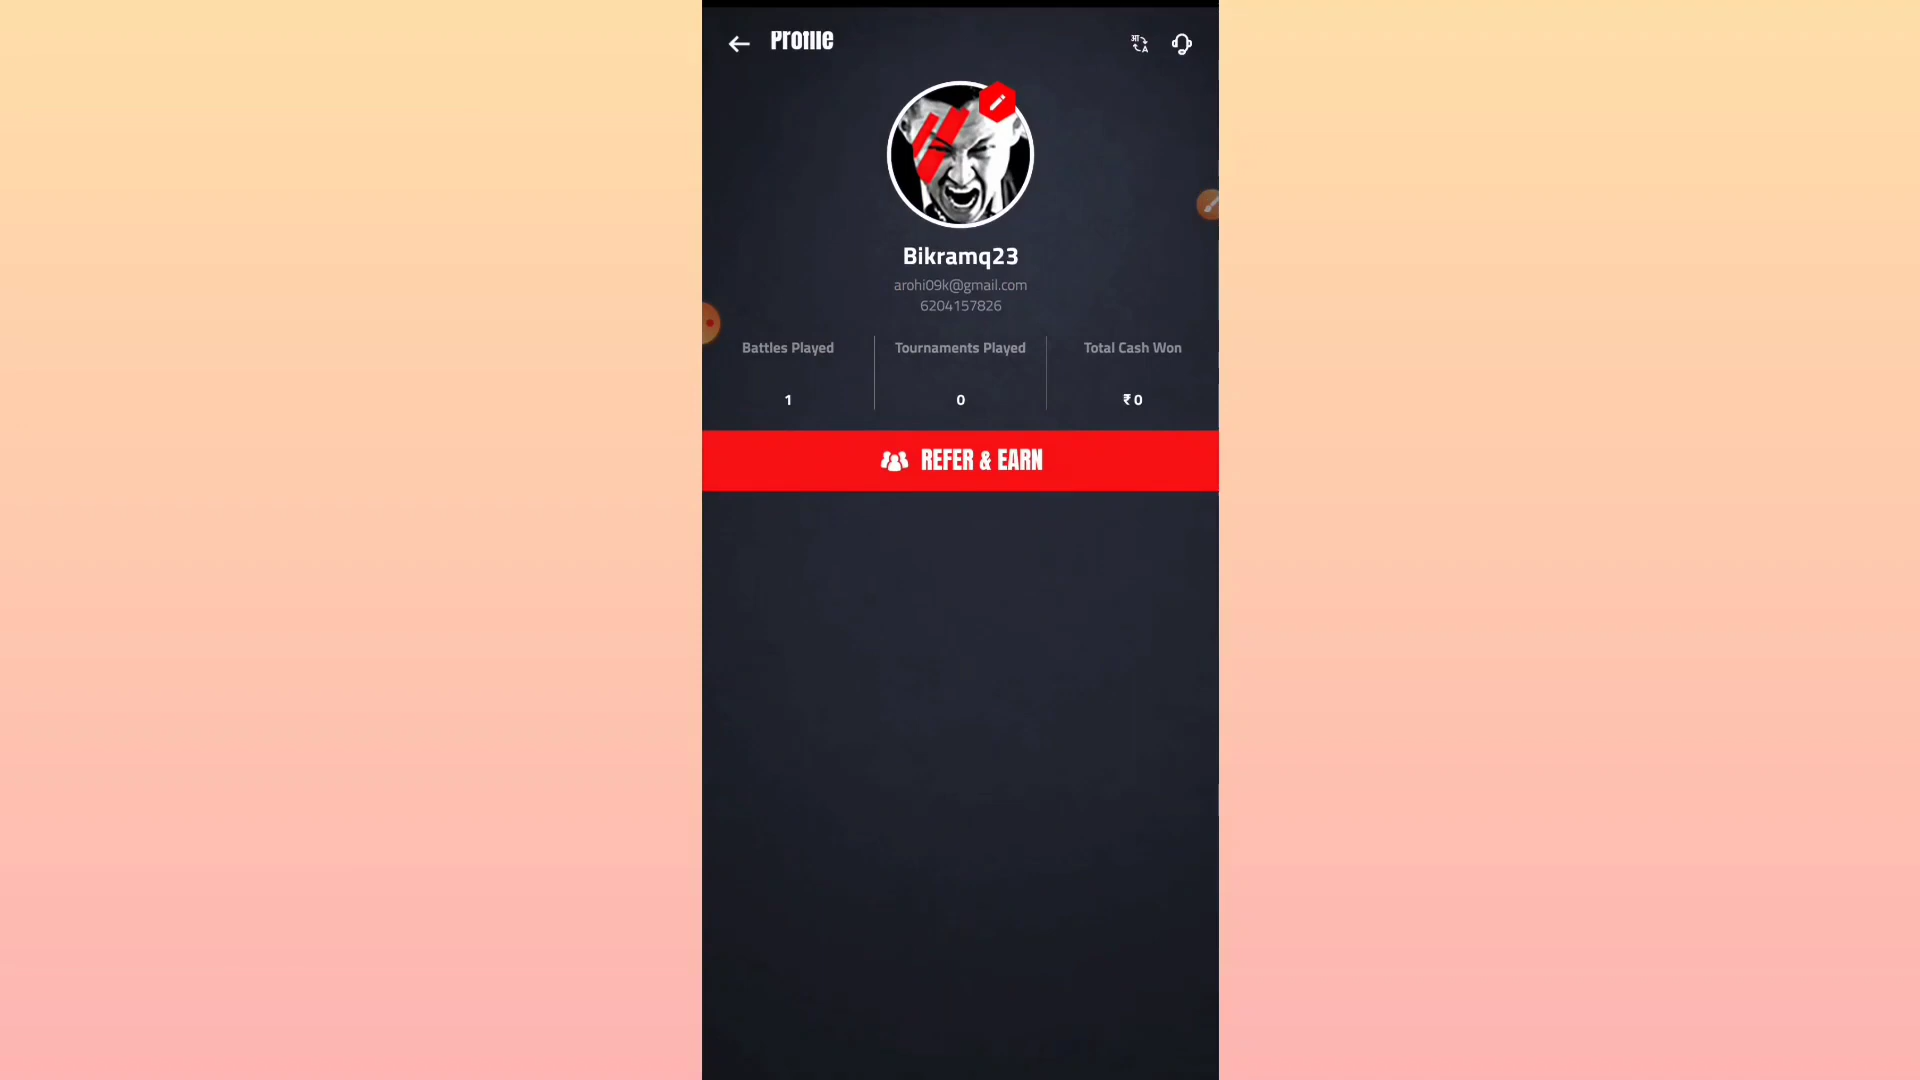 Profile
Bikramq23
arohi09k@gmail.com
6204157826
Battles Played
Tournaments Played
Total Cash Won
1
0
₹ 0
REFER & EARN